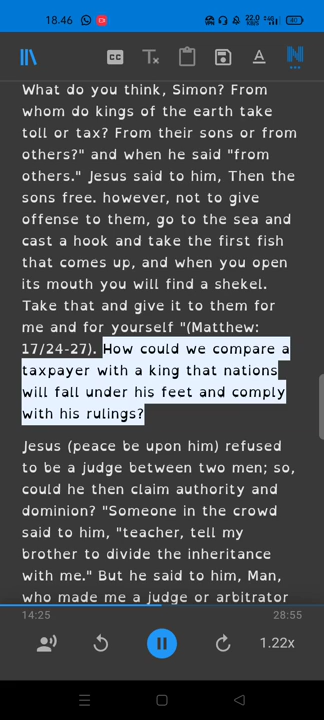 18.46
22.0
KB/s
40
CC
What do you think, Simon? From
whom do kings of the earth take
toll or tax? From their sons or from
others?" and when he said "from
others." Jesus said to him, Then the
sons free. however, not to give
offense to them, go to the sea and
cast a hook and take the first fish
that comes up, and when you open
its mouth you will find a shekel.
Take that and give it to them for
me and for yourself "(Matthew:
17/24-27). How could we compare a
taxpayer with a king that nations
will fall under his feet and comply
with his rulings?
Jesus (peace be upon him) refused
to be a judge between two men; so,
could he then claim authority and
dominion? "Someone in the crowd
said to him, "teacher, tell my
brother to divide the inheritance
with me." But he said to him, Man,
who made me a judge or arbitrator
14:25
28:55
1.22x